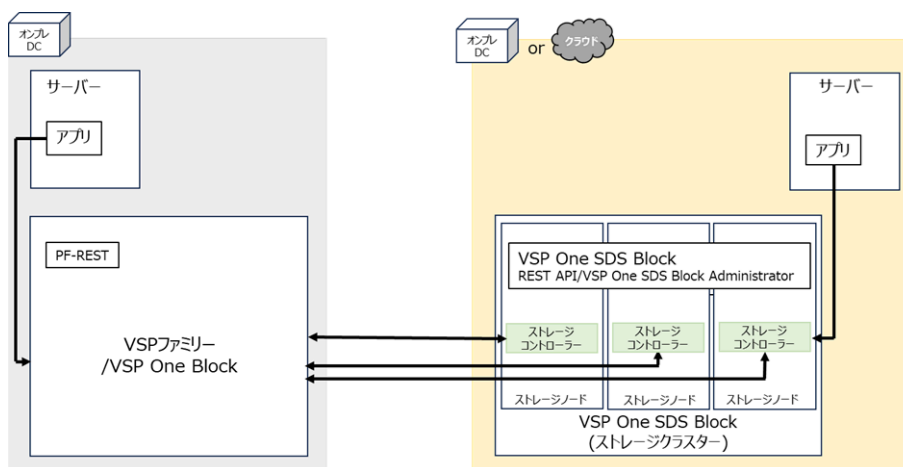 オンプレ
DC
サーバー
アプリ
PF-REST
VSPファミリー
/VSP One Block
オンプレ
DC
or
クラウド
サーバー
アプリ
VSP One SDS Block
REST API/VSP One SDS Block Administrator
ストレージ
コントローラー
ストレージ
コントローラー
ストレージ
コントローラー
ストレージノード
ストレージノード
ストレージノード
VSP One SDS Block
(ストレージクラスター)